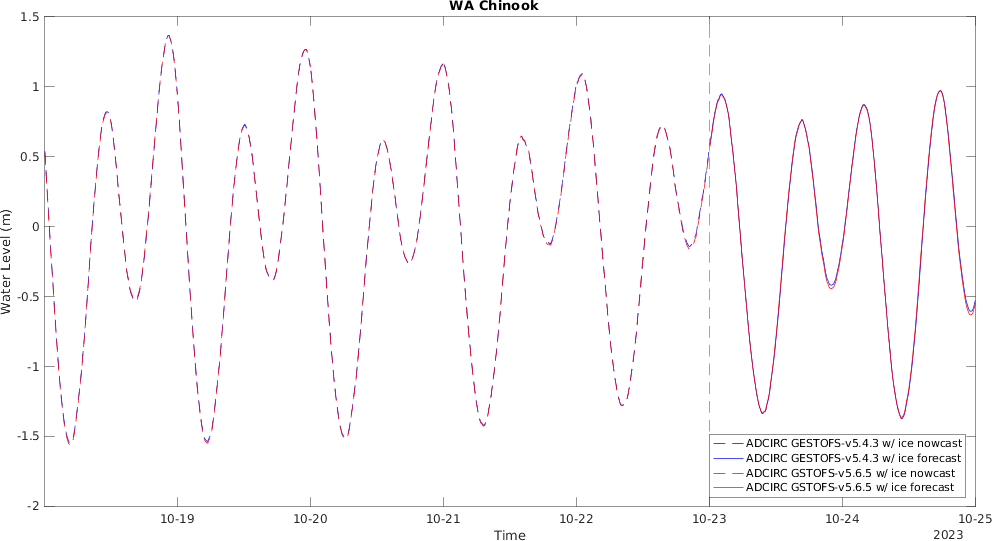 WA Chinook
1.5
1
0.5
0
-0.5
-1
-1.5
-2
Water Level (m)
10-19
10-20
10-21
10-22
10-23
10-24
10-25
Time
2023
ADCIRC GESTOFS-v5.4.3 w/ ice nowcast
ADCIRC GESTOFS-v5.4.3 w/ ice forecast
ADCIRC GSTOFS-v5.6.5 w/ ice nowcast
ADCIRC GSTOFS-v5.6.5 w/ ice forecast